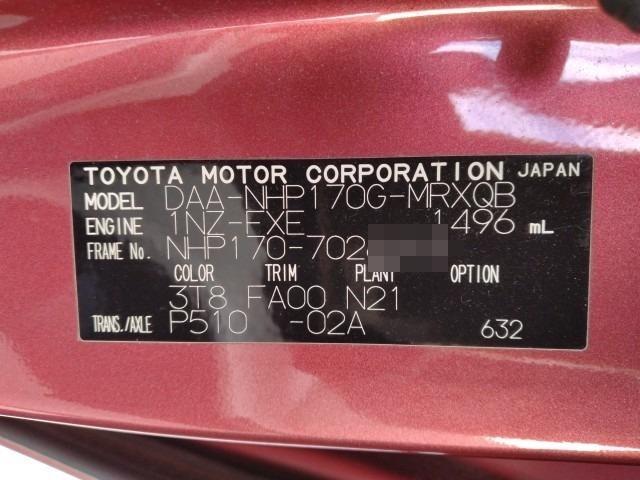 TOYOTA MOTOR CORPORATION JAPAN
MODEL DAA-NHP170G-MRXQB
ENGINE 1NZ-FXE 1496 mL
FRAME No. NHP170-702
COLOR TRIM PLANT OPTION
3T8 FA00 N21
TRANS./AXLE P510 -02A 632